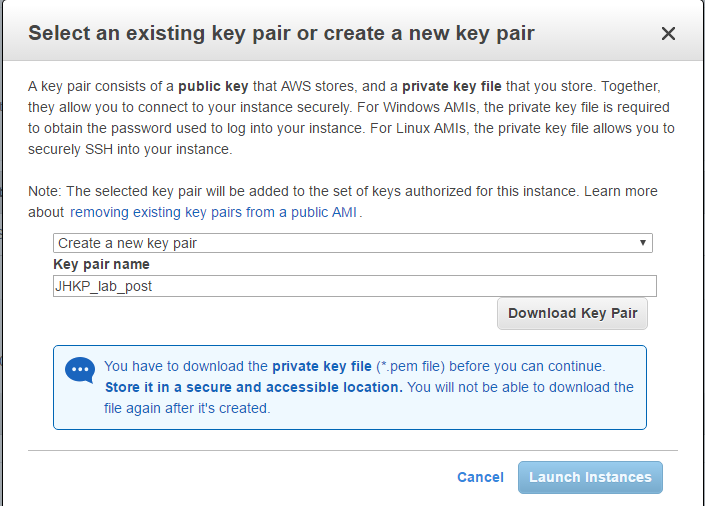 Select an existing key pair or create a new key pair
A key pair consists of a public key that AWS stores, and a private key file that you store. Together,
they allow you to connect to your instance securely. For Windows AMIs, the private key file is required
to obtain the password used to log into your instance. For Linux AMIs, the private key file allows you to
securely SSH into your instance.
Note: The selected key pair will be added to the set of keys authorized for this instance. Learn more
about removing existing key pairs from a public AMI .
Create a new key pair
Key pair name
JHKP_lab_post
Download Key Pair
You have to download the private key file (*.pem file) before you can continue.
Store it in a secure and accessible location. You will not be able to download the
file again after it's created.
Cancel
Launch Instances